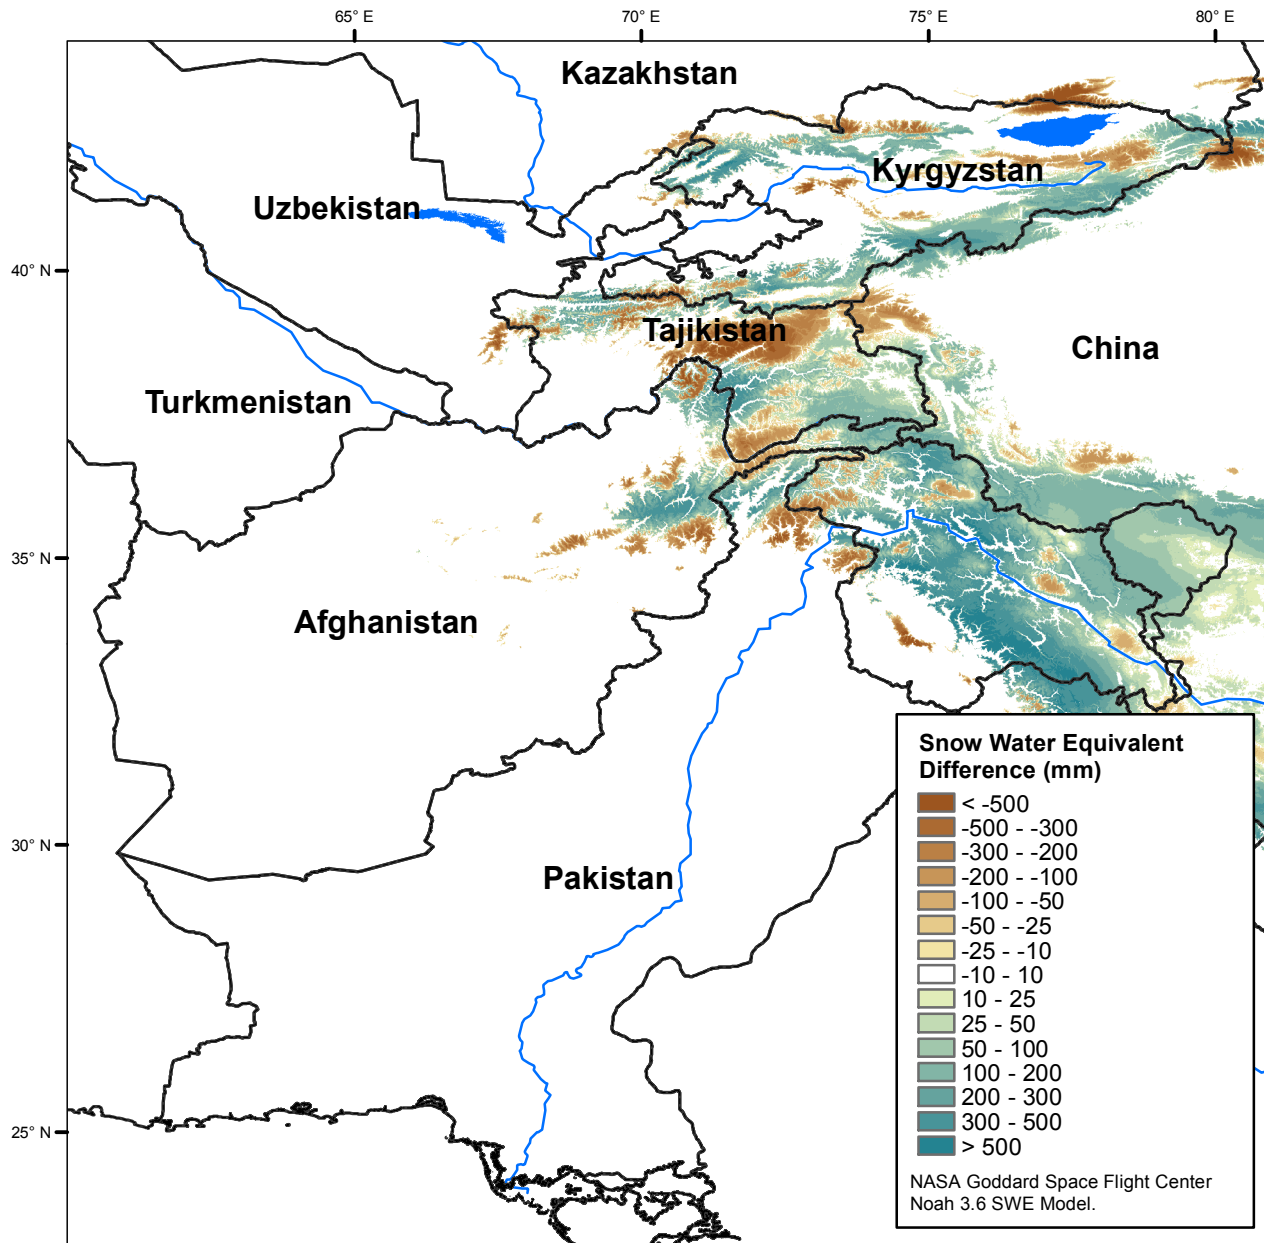 65° E
70° E
75° E
80° E
Kazakhstan
Kyrgyzstan
Uzbekistan
40° N
Tajikistan
China
Turkmenistan
35° N
Afghanistan
30° N
Pakistan
25° N
Snow Water Equivalent
Difference (mm)
< -500
-500 - -300
-300 - -200
-200 - -100
-100 - -50
-50 - -25
-25 - -10
-10 - 10
10 - 25
25 - 50
50 - 100
100 - 200
200 - 300
300 - 500
> 500
NASA Goddard Space Flight Center
Noah 3.6 SWE Model.